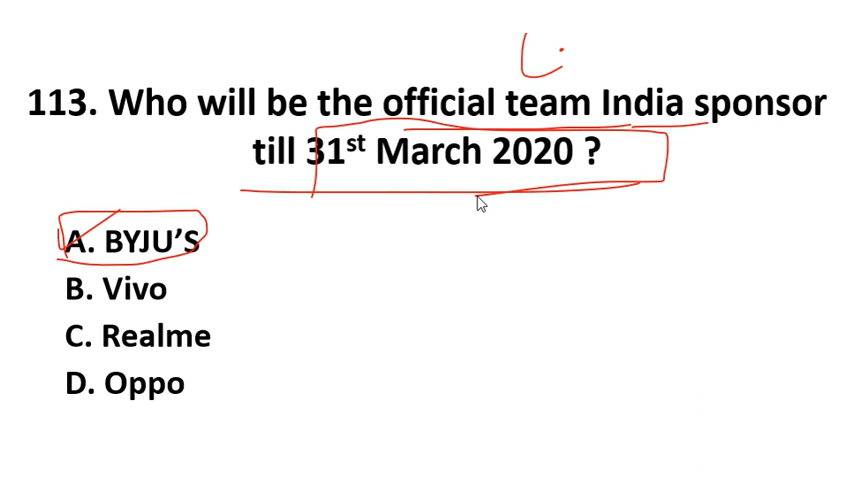 113. Who will be the official team India sponsor
till 31st March 2020 ?
A. BYJU'S
B. Vivo
C. Realme
D. Oppo